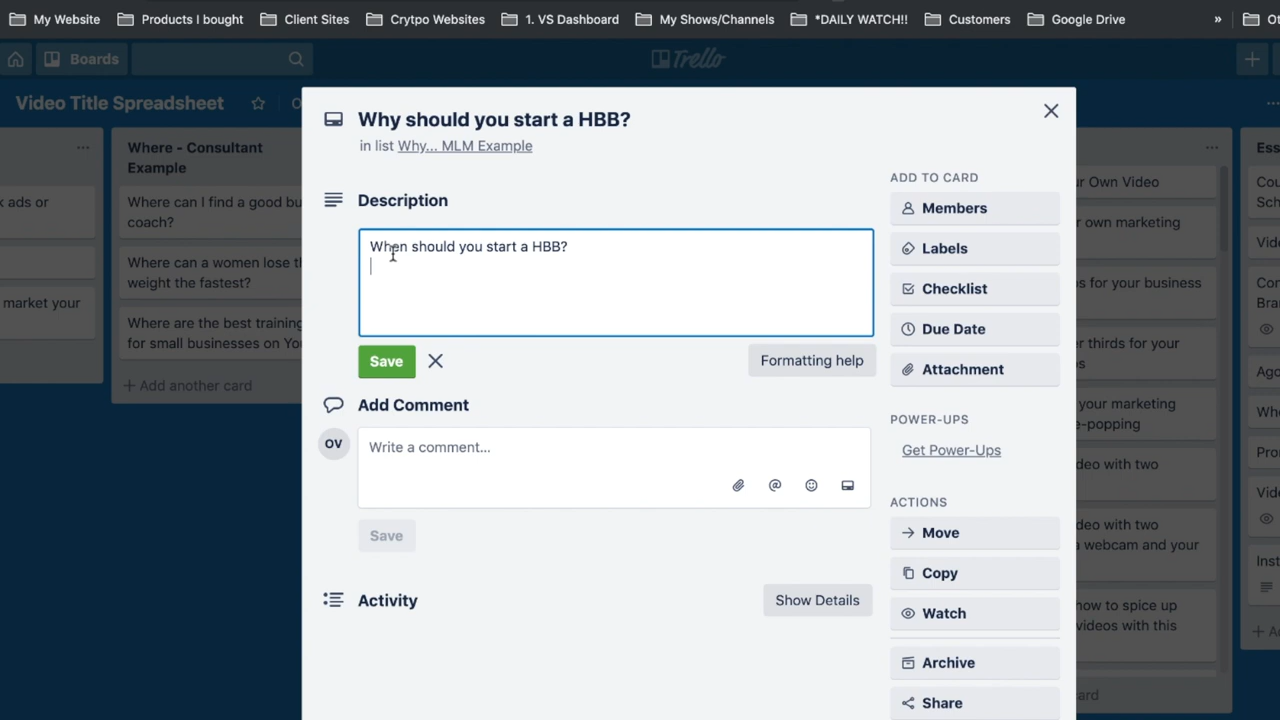 My Website Products I bought Client Sites Crytpo Websites 1. VS Dashboard My Shows/Channels *DAILY WATCH!! Customers Google Drive »
Boards Trello
Video Title Spreadsheet
k ads or
market your
Where - Consultant
Example
Where can I find a good bu
coach?
Where can a women lose
weight the fastest?
Where are the best training
for small businesses on Yo
+ Add another card
Why should you start a HBB?
in list Why... MLM Example
Description
When should you start a HBB?
Save
Formatting help
Add Comment
OV
Write a comment...
@
Save
Activity
Show Details
ADD TO CARD
Members
Labels
Checklist
Due Date
Attachment
POWER-UPS
Get Power-Ups
ACTIONS
Move
Copy
Watch
Archive
Share
ur Own Video
r own marketing
s for your business
er thirds for your
your marketing
e-popping
deo with two
deo with two
a webcam and your
how to spice up
videos with this
ard
Ess
Cou
Sch
Vide
Con
Bra
Ago
Who
Pro
Vide
Inst